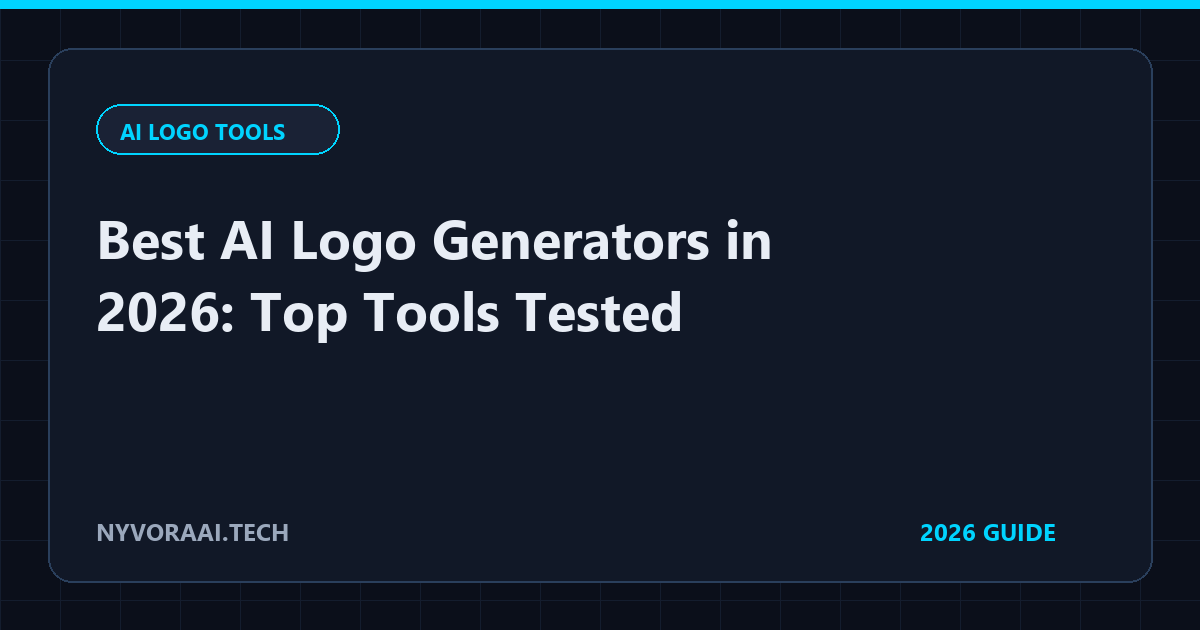 AI LOGO TOOLS
Best AI Logo Generators in
2026: Top Tools Tested
NYVORAAI.TECH
2026 GUIDE